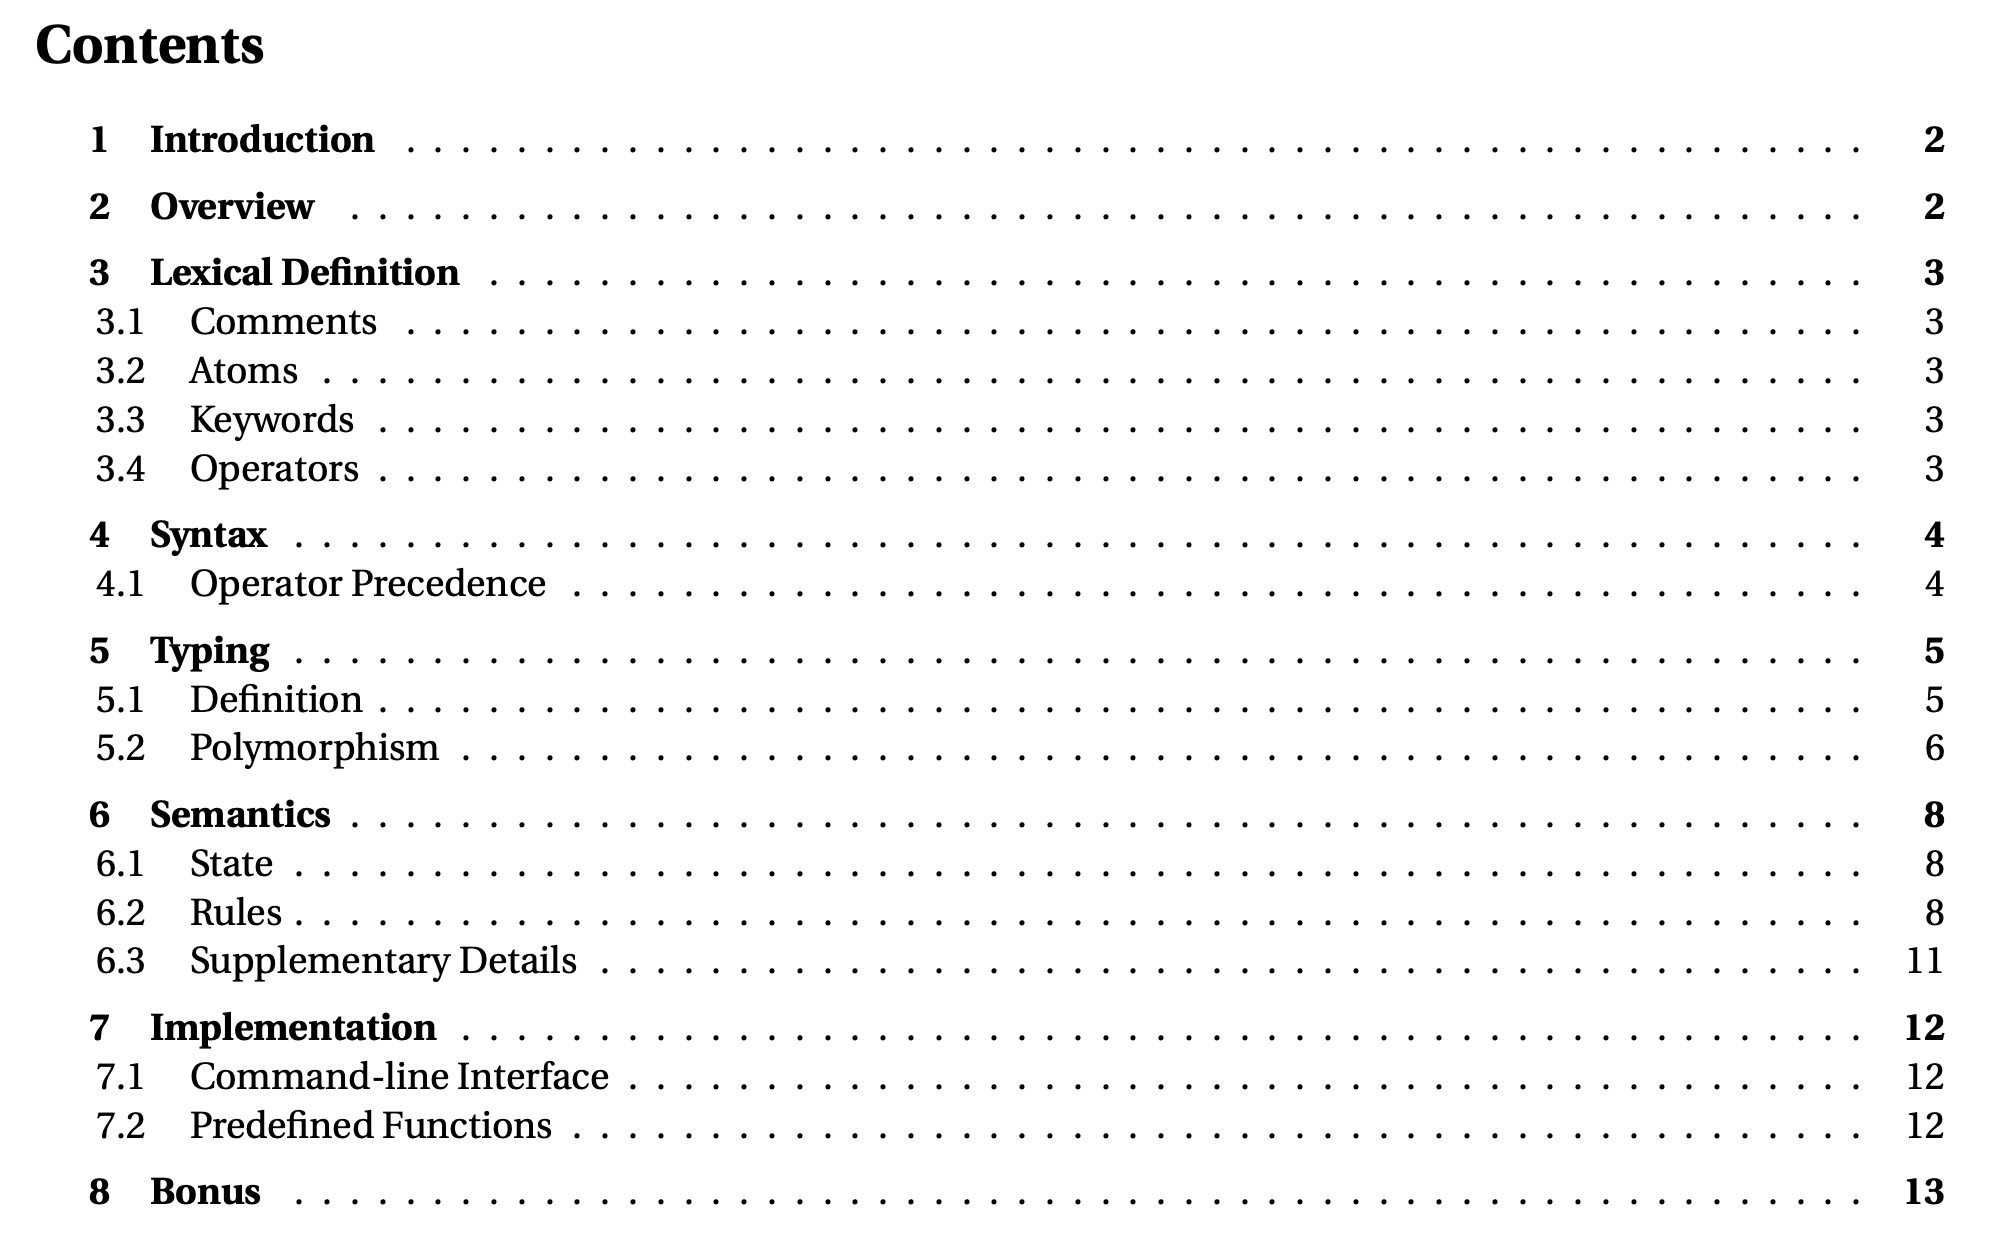 Contents
1 Introduction . . . . . . . . . . . . . . . . . . . . . . . . . . . . . . . . . . . . . . . . . . . . . . . . . . . . . 2
2 Overview . . . . . . . . . . . . . . . . . . . . . . . . . . . . . . . . . . . . . . . . . . . . . . . . . . . . . . . 2
3 Lexical Definition . . . . . . . . . . . . . . . . . . . . . . . . . . . . . . . . . . . . . . . . . . . . . . . . . . 3
3.1 Comments . . . . . . . . . . . . . . . . . . . . . . . . . . . . . . . . . . . . . . . . . . . . . . . . . . . . . 3
3.2 Atoms . . . . . . . . . . . . . . . . . . . . . . . . . . . . . . . . . . . . . . . . . . . . . . . . . . . . . . . . 3
3.3 Keywords . . . . . . . . . . . . . . . . . . . . . . . . . . . . . . . . . . . . . . . . . . . . . . . . . . . . . . 3
3.4 Operators . . . . . . . . . . . . . . . . . . . . . . . . . . . . . . . . . . . . . . . . . . . . . . . . . . . . . . 3
4 Syntax . . . . . . . . . . . . . . . . . . . . . . . . . . . . . . . . . . . . . . . . . . . . . . . . . . . . . . . . . 4
4.1 Operator Precedence . . . . . . . . . . . . . . . . . . . . . . . . . . . . . . . . . . . . . . . . . . . . . . . 4
5 Typing . . . . . . . . . . . . . . . . . . . . . . . . . . . . . . . . . . . . . . . . . . . . . . . . . . . . . . . . . 5
5.1 Definition . . . . . . . . . . . . . . . . . . . . . . . . . . . . . . . . . . . . . . . . . . . . . . . . . . . . . . 5
5.2 Polymorphism . . . . . . . . . . . . . . . . . . . . . . . . . . . . . . . . . . . . . . . . . . . . . . . . . . . 6
6 Semantics . . . . . . . . . . . . . . . . . . . . . . . . . . . . . . . . . . . . . . . . . . . . . . . . . . . . . . . 8
6.1 State . . . . . . . . . . . . . . . . . . . . . . . . . . . . . . . . . . . . . . . . . . . . . . . . . . . . . . . . . 8
6.2 Rules . . . . . . . . . . . . . . . . . . . . . . . . . . . . . . . . . . . . . . . . . . . . . . . . . . . . . . . . . 8
6.3 Supplementary Details . . . . . . . . . . . . . . . . . . . . . . . . . . . . . . . . . . . . . . . . . . . . . . 11
7 Implementation . . . . . . . . . . . . . . . . . . . . . . . . . . . . . . . . . . . . . . . . . . . . . . . . . . . 12
7.1 Command-line Interface . . . . . . . . . . . . . . . . . . . . . . . . . . . . . . . . . . . . . . . . . . . . . 12
7.2 Predefined Functions . . . . . . . . . . . . . . . . . . . . . . . . . . . . . . . . . . . . . . . . . . . . . . . 12
8 Bonus . . . . . . . . . . . . . . . . . . . . . . . . . . . . . . . . . . . . . . . . . . . . . . . . . . . . . . . . . 13